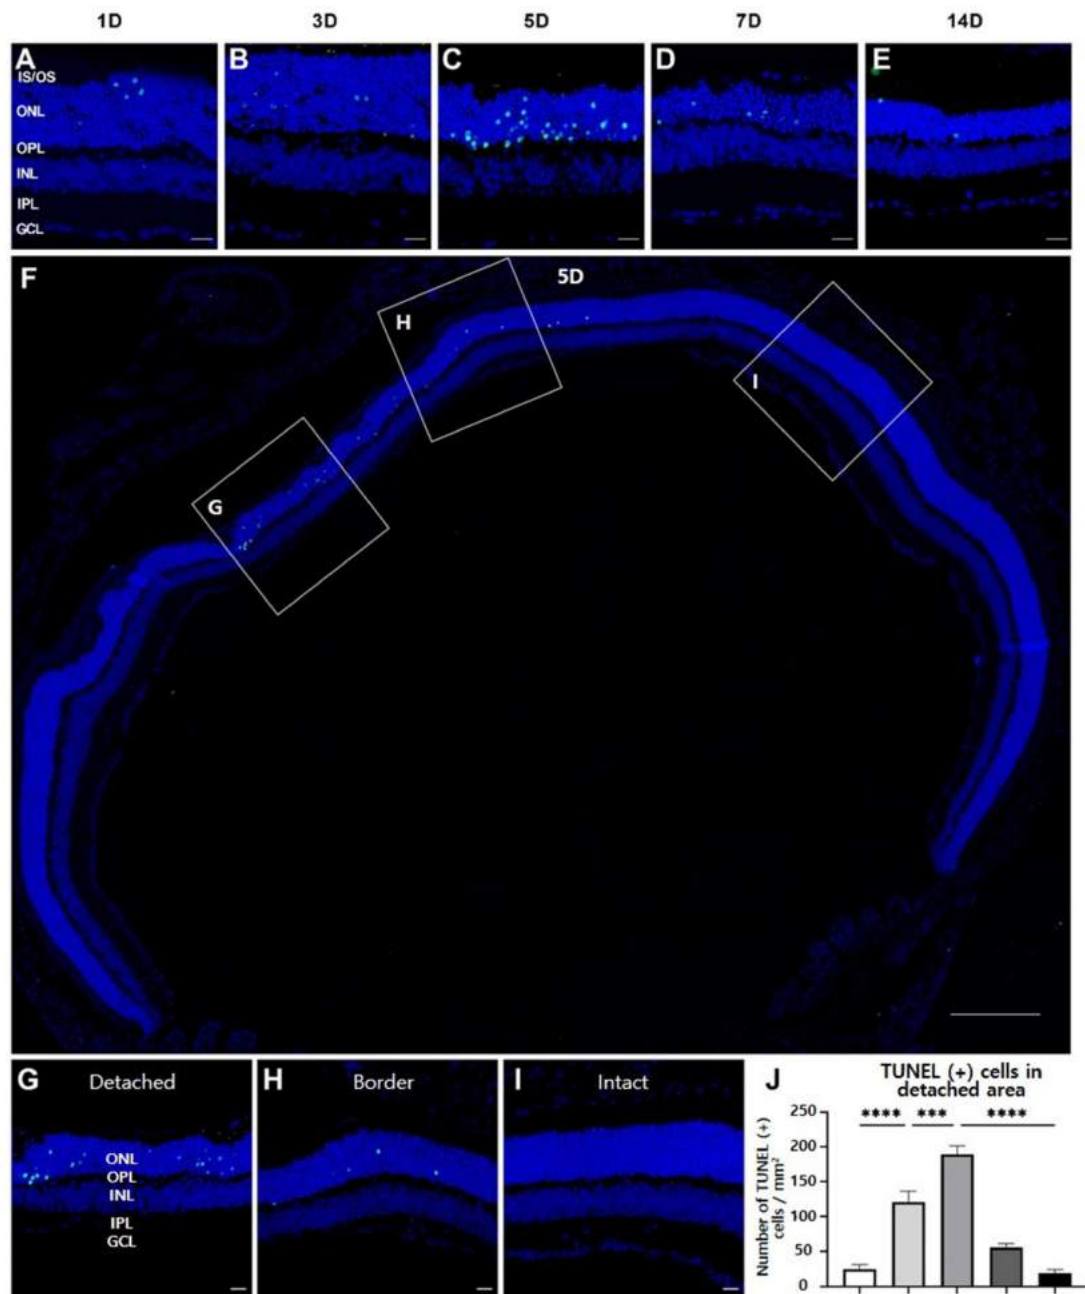 1D 3D 5D 7D 14D
A B C D E
IS/OS
ONL
OPL
INL
IPL
GCL
F 5D
H
I
G
G Detached H Border I Intact J TUNEL (+) cells in
detached area
ONL
OPL
INL
IPL
GCL
Number of TUNEL (+)
cells / mm²
250
200
150
100
50
0
**** *** ****